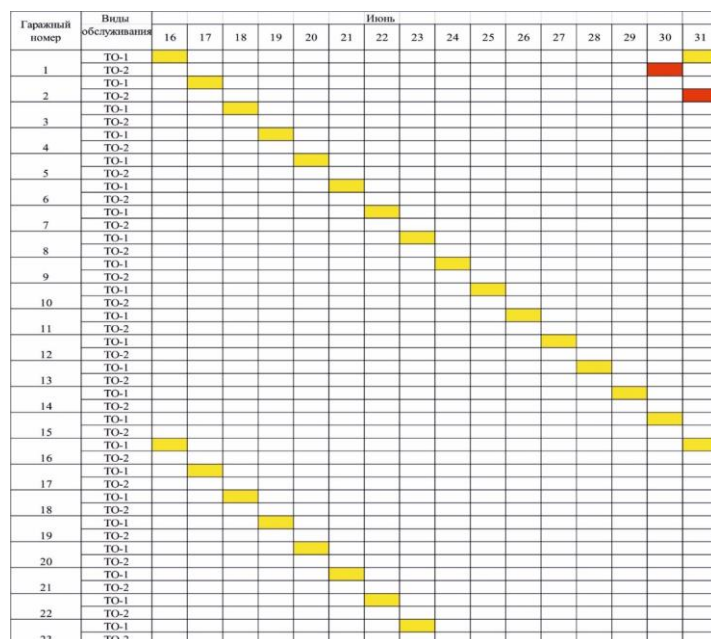 Гаражный номер Виды обслуживания Июнь
16 17 18 19 20 21 22 23 24 25 26 27 28 29 30 31
1 ТО-1
ТО-2
2 ТО-1
ТО-2
3 ТО-1
ТО-2
4 ТО-1
ТО-2
5 ТО-1
ТО-2
6 ТО-1
ТО-2
7 ТО-1
ТО-2
8 ТО-1
ТО-2
9 ТО-1
ТО-2
10 ТО-1
ТО-2
11 ТО-1
ТО-2
12 ТО-1
ТО-2
13 ТО-1
ТО-2
14 ТО-1
ТО-2
15 ТО-1
ТО-2
16 ТО-1
ТО-2
17 ТО-1
ТО-2
18 ТО-1
ТО-2
19 ТО-1
ТО-2
20 ТО-1
ТО-2
21 ТО-1
ТО-2
22 ТО-1
ТО-2
23 ТО-1
ТО-2